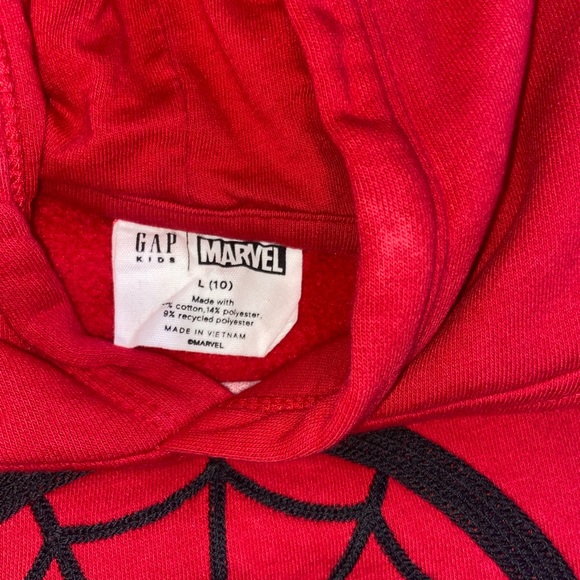 GAP
KIDS
MARVEL
L (10)
Made with
% cotton, 14% polyester,
9% recycled polyester
MADE IN VIETNAM
©MARVEL